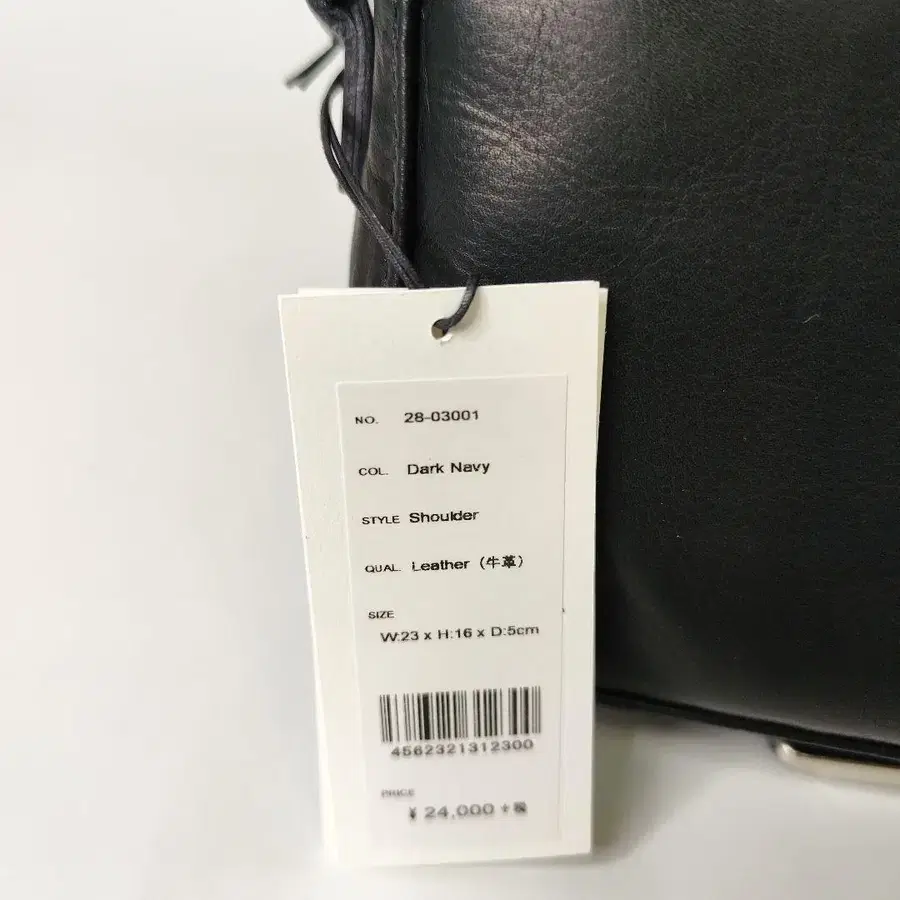 NO. 28-03001
COL. Dark Navy
STYLE Shoulder
QUAL. Leather (牛革)
SIZE
W:23 x H:16 x D:5cm
4562321312300
PRICE
¥ 24,000 +税